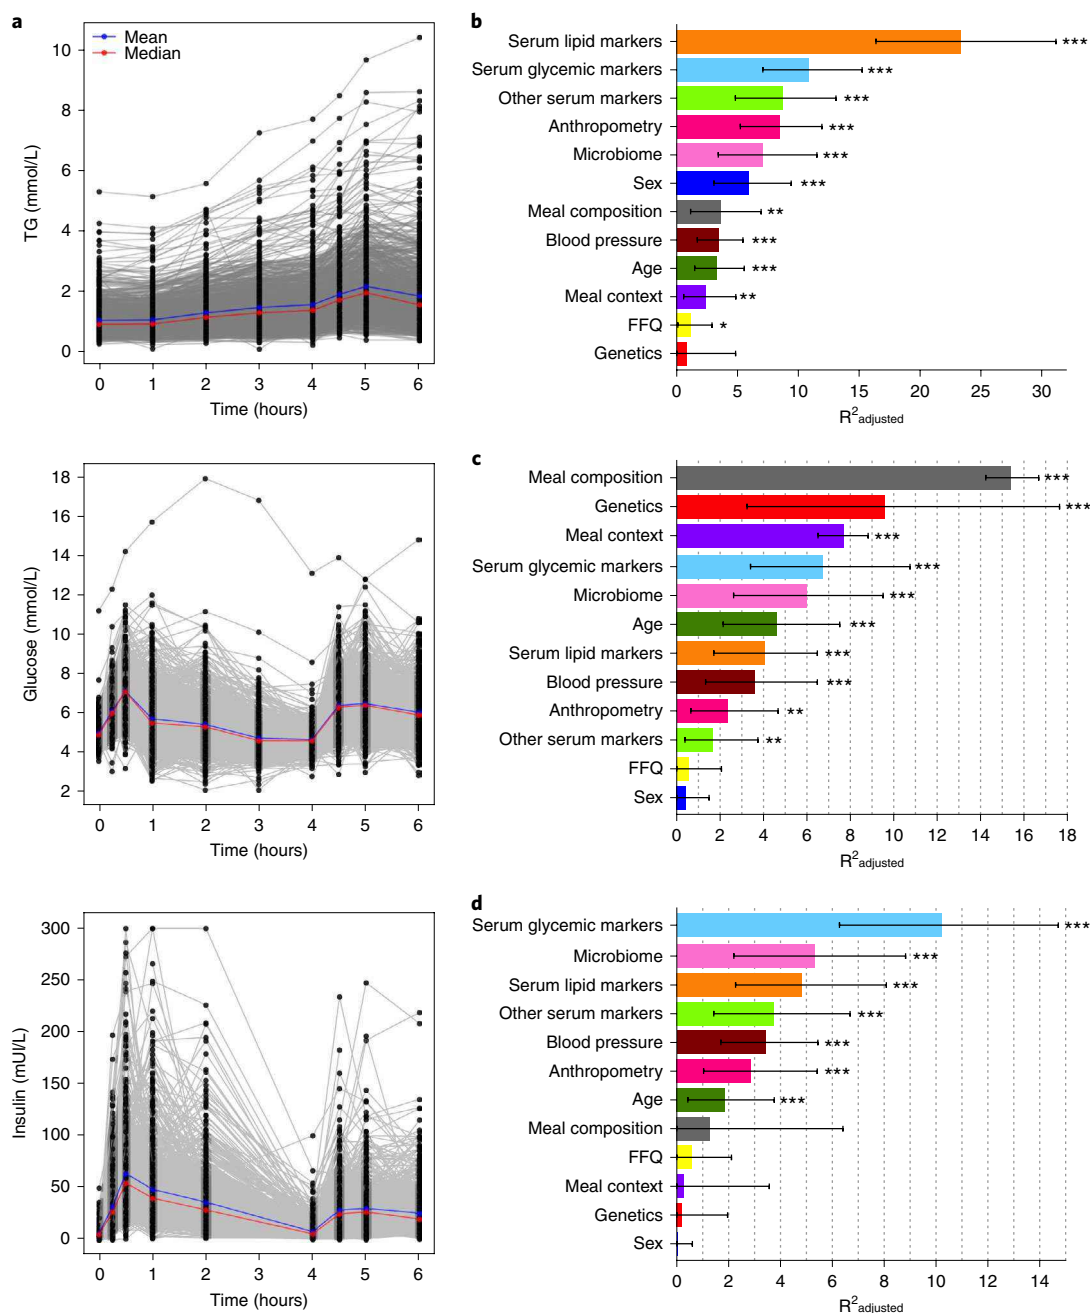 a
Mean
Median
TG (mmol/L)
10
8
6
4
2
0
0 1 2 3 4 5 6
Time (hours)
b
Serum lipid markers ***
Serum glycemic markers ***
Other serum markers ***
Anthropometry ***
Microbiome ***
Sex ***
Meal composition **
Blood pressure ***
Age ***
Meal context **
FFQ *
Genetics
0 5 10 15 20 25 30
R²adjusted
Glucose (mmol/L)
18
16
14
12
10
8
6
4
2
0 1 2 3 4 5 6
Time (hours)
c
Meal composition ***
Genetics ***
Meal context ***
Serum glycemic markers ***
Microbiome ***
Age ***
Serum lipid markers ***
Blood pressure ***
Anthropometry **
Other serum markers **
FFQ
Sex
0 2 4 6 8 10 12 14 16 18
R²adjusted
Insulin (mUI/L)
300
250
200
150
100
50
0
0 1 2 3 4 5 6
Time (hours)
d
Serum glycemic markers ***
Microbiome ***
Serum lipid markers ***
Other serum markers ***
Blood pressure ***
Anthropometry ***
Age ***
Meal composition
FFQ
Meal context
Genetics
Sex
0 2 4 6 8 10 12 14
R²adjusted